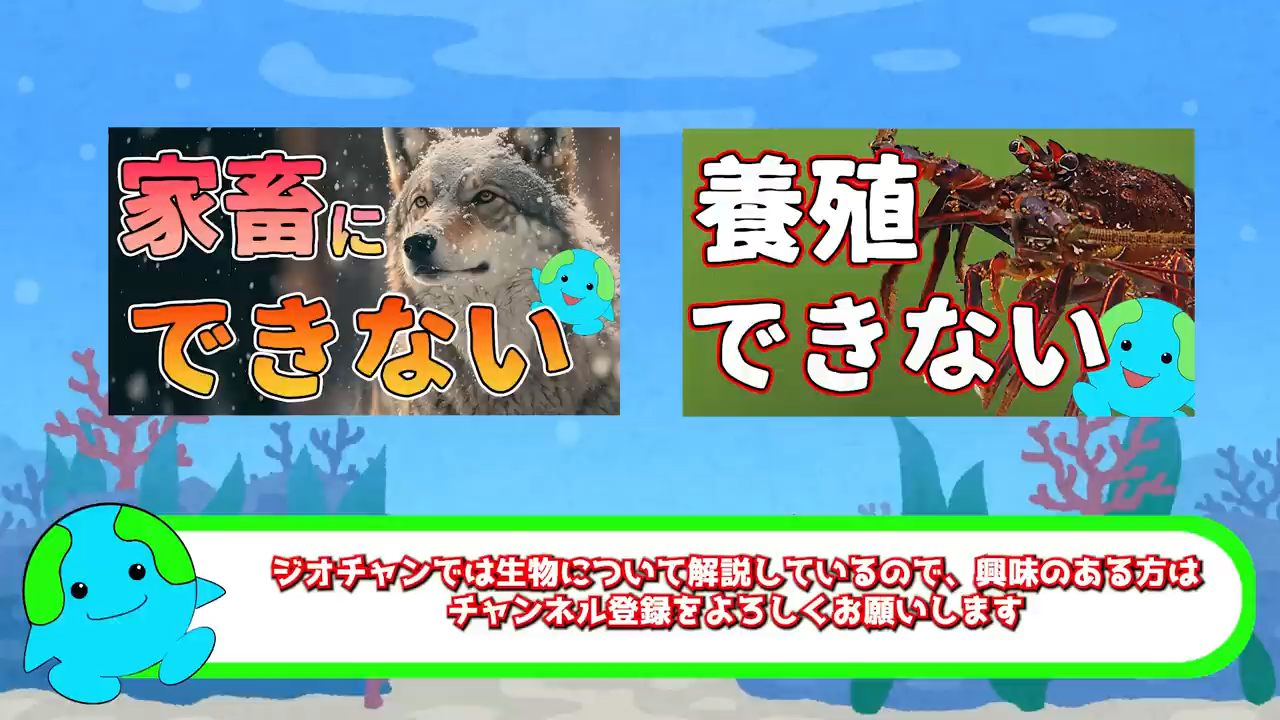 家畜に
できない
養殖
できない
ジオチャンでは生物について解説しているので、興味のある方は
チャンネル登録をよろしくお願いします